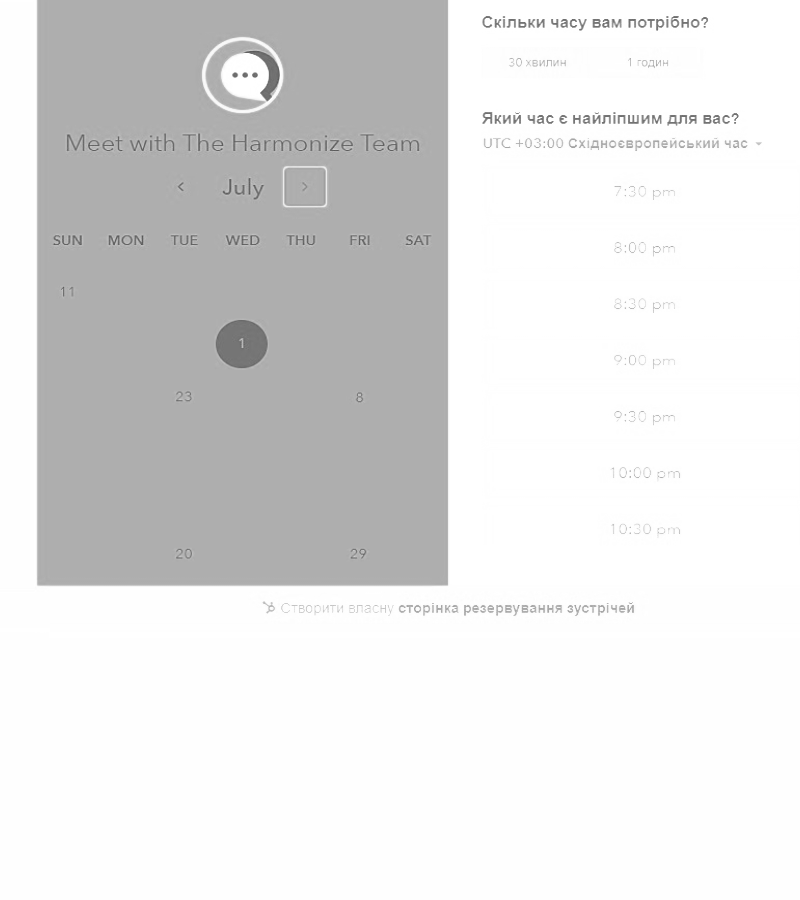 Meet with The Harmonize Team
July
SUN MON TUE WED THU FRI SAT
11
1
23 8
20 29
Скільки часу вам потрібно?
30 хвилин 1 годин
Який час є найліпшим для вас?
UTC +03:00 Східноєвропейський час
7:30 pm
8:00 pm
8:30 pm
9:00 pm
9:30 pm
10:00 pm
10:30 pm
Створити власну сторінка резервування зустрічей